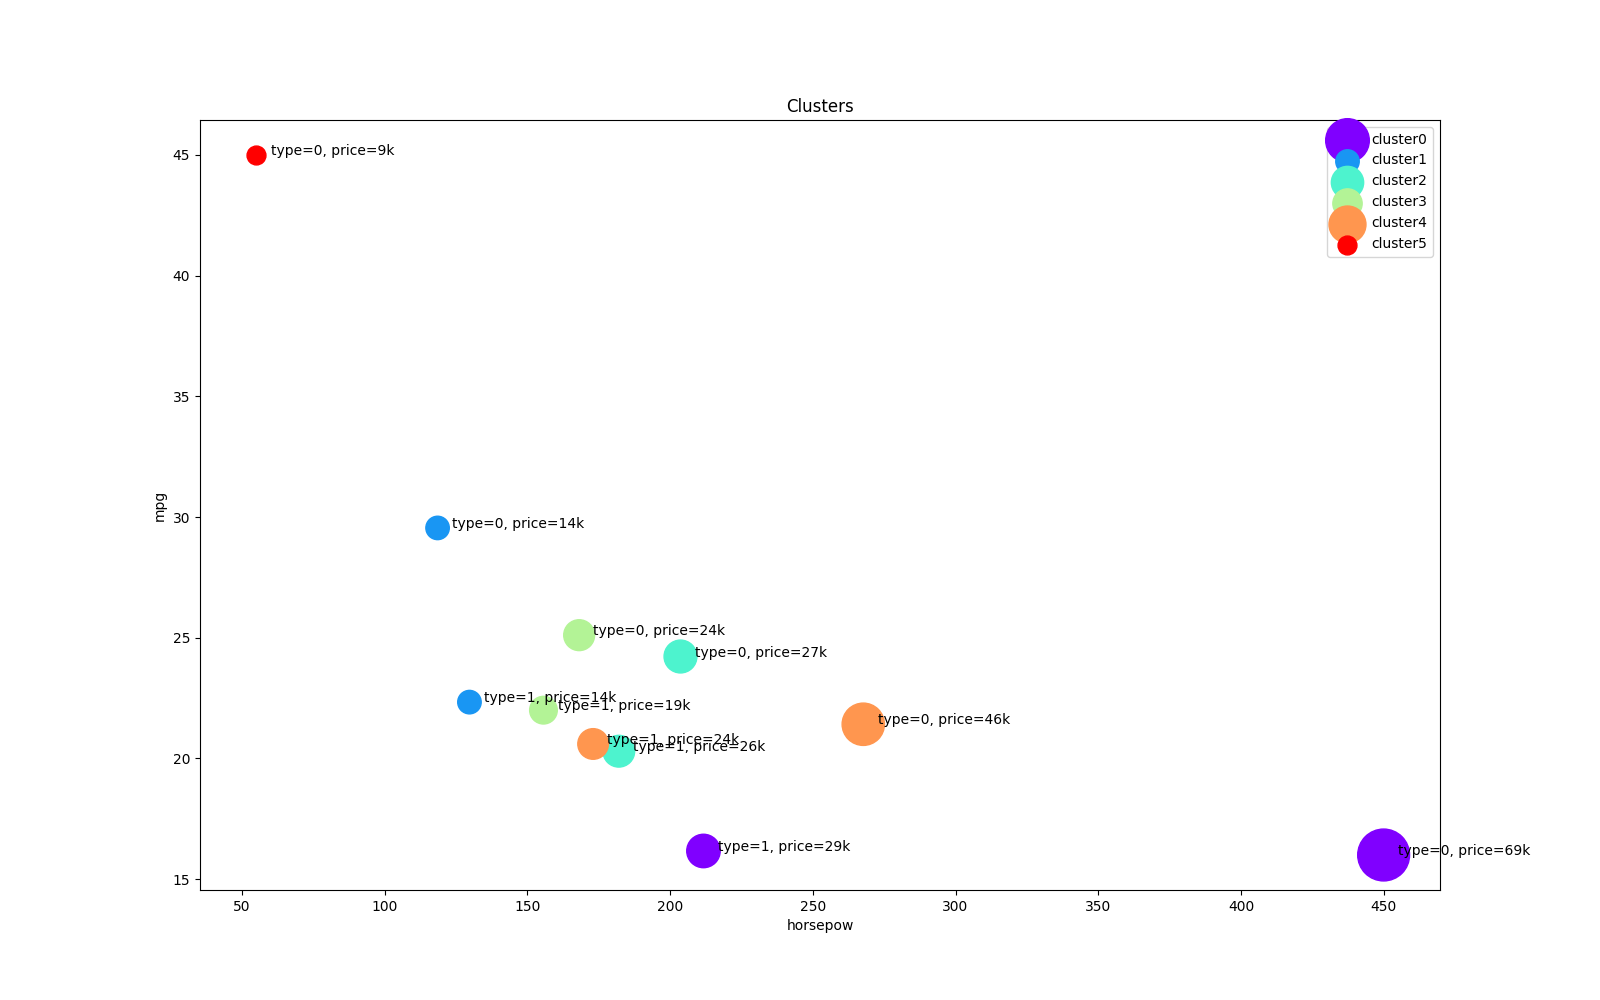 Clusters
cluster0
cluster1
cluster2
cluster3
cluster4
cluster5
type=0, price=9k
type=0, price=14k
type=0, price=24k
type=0, price=27k
type=1, price=14k
type=1, price=19k
type=0, price=46k
type=1, price=24k
type=1, price=26k
type=1, price=29k
type=0, price=69k
mpg
45
40
35
30
25
20
15
50 100 150 200 250 300 350 400 450
horsepow